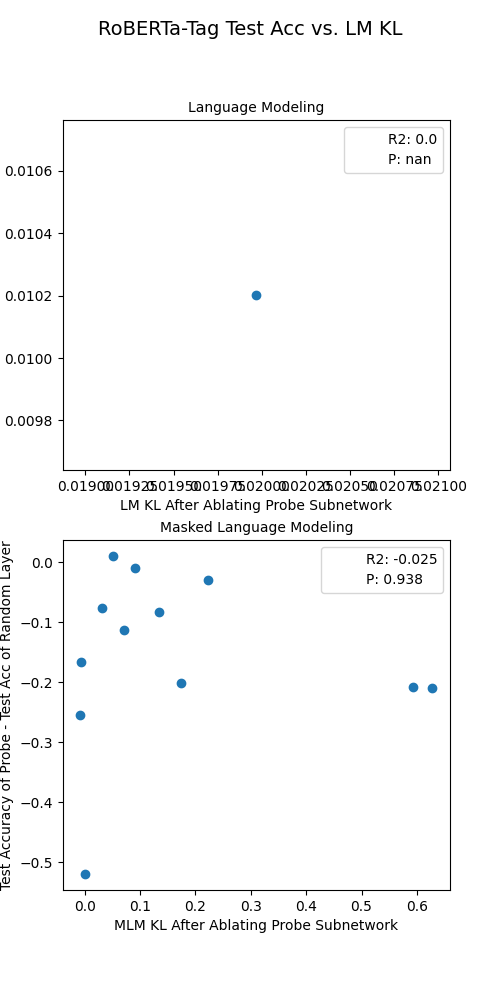 RoBERTa-Tag Test Acc vs. LM KL
Language Modeling
R2: 0.0
P: nan
0.0106
0.0104
0.0102
0.0100
0.0098
0.01900 0.01925 0.01950 0.01975 0.02000 0.02025 0.02050 0.02075 0.02100
LM KL After Ablating Probe Subnetwork
Masked Language Modeling
R2: -0.025
P: 0.938
Test Accuracy of Probe - Test Acc of Random Layer
0.0
−0.1
−0.2
−0.3
−0.4
−0.5
0.0 0.1 0.2 0.3 0.4 0.5 0.6
MLM KL After Ablating Probe Subnetwork